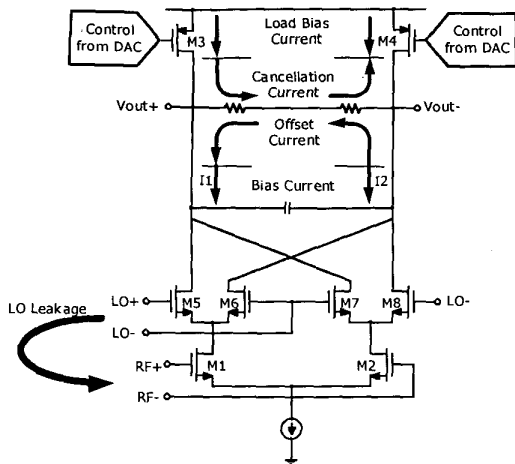 Control
from DAC
M3
Load Bias
Current
M4
Control
from DAC
Cancellation
Current
Vout+
Vout-
Offset
Current
I1
Bias Current
I2
LO Leakage
LO+
M5
M6
M7
M8
LO-
LO-
RF+
M1
M2
RF-